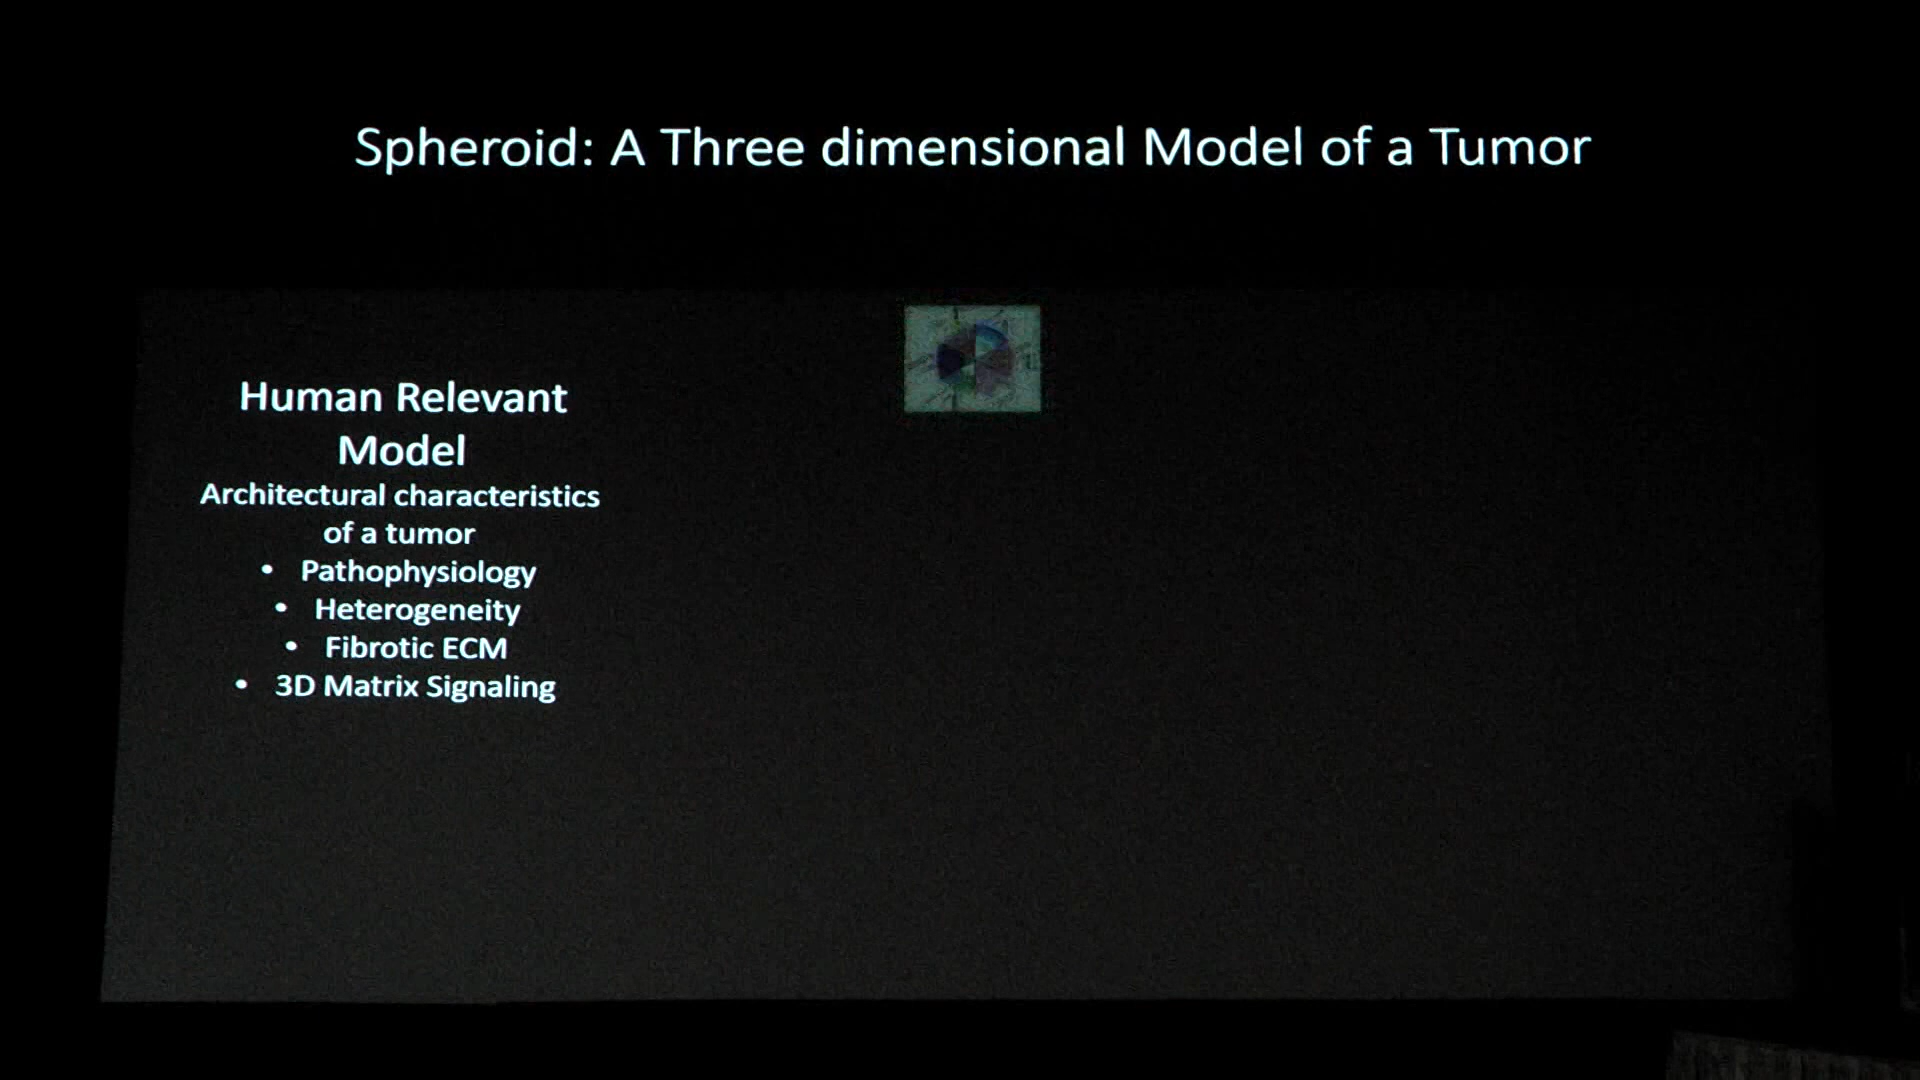 Spheroid: A Three dimensional Model of a Tumor
Human Relevant
Model
Architectural characteristics
of a tumor
• Pathophysiology
• Heterogeneity
• Fibrotic ECM
• 3D Matrix Signaling